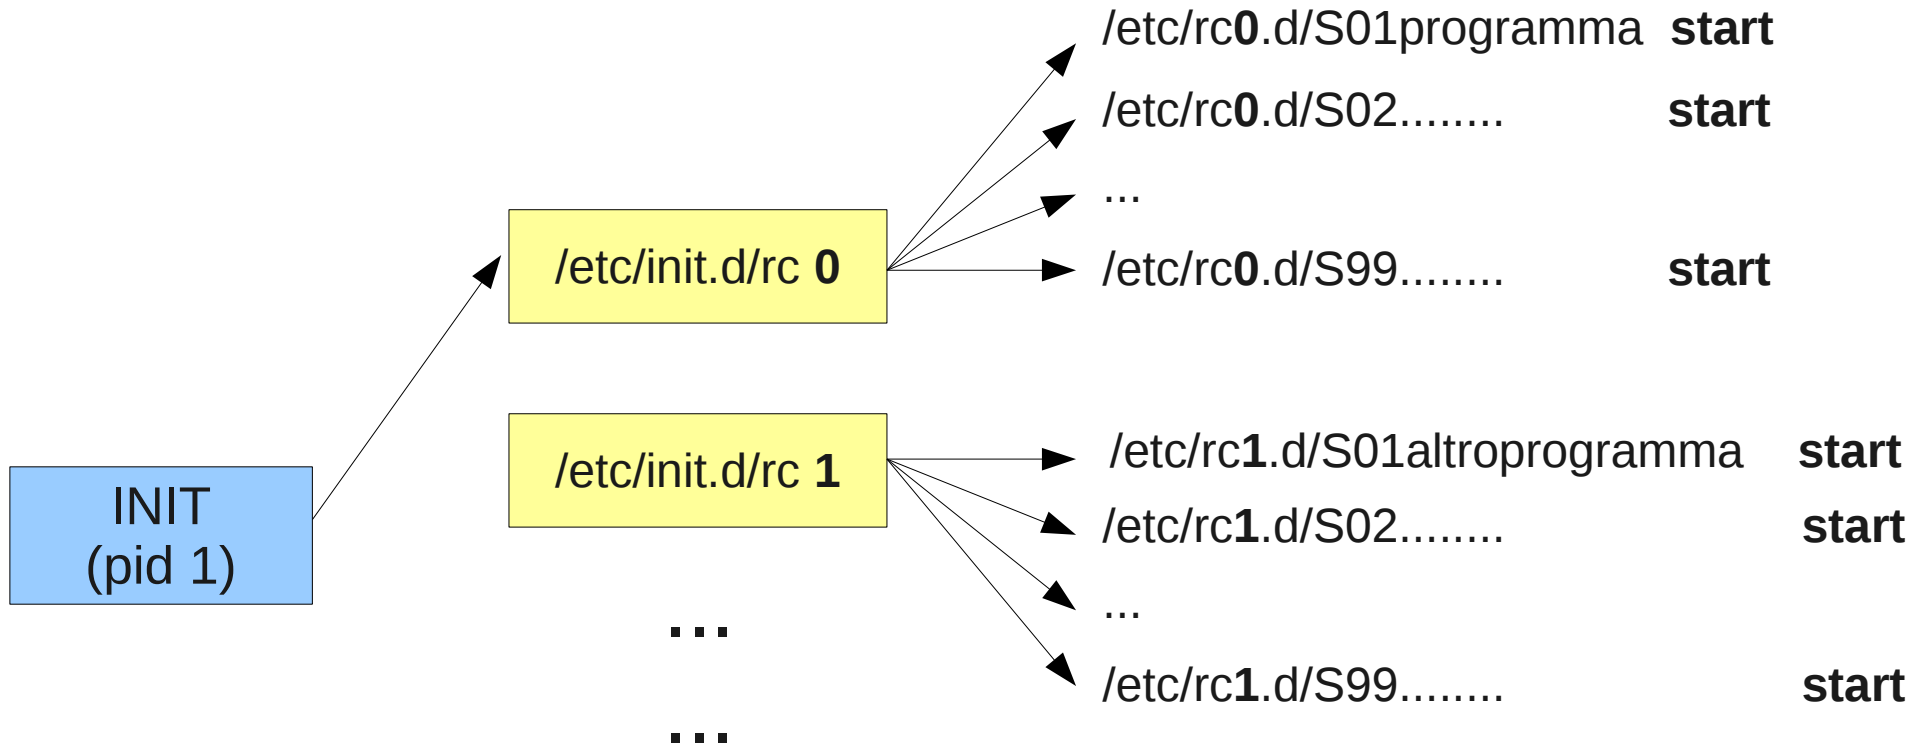 /etc/rc0.d/S01programma start
/etc/rc0.d/S02........ start
...
/etc/rc0.d/S99........ start
/etc/init.d/rc 0
INIT
(pid 1)
/etc/init.d/rc 1
/etc/rc1.d/S01altroprogramma start
/etc/rc1.d/S02........ start
...
/etc/rc1.d/S99........ start
...
...